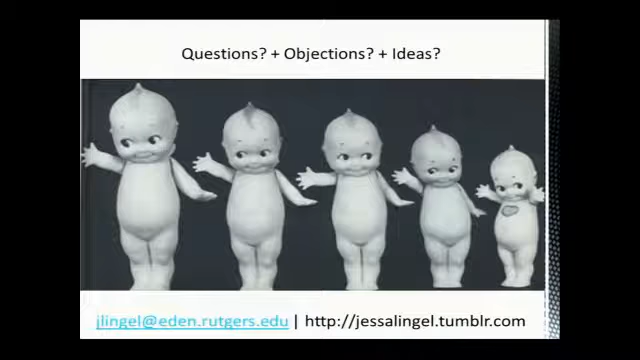 Questions? + Objections? + Ideas?
jlingel@eden.rutgers.edu | http://jessalingel.tumblr.com